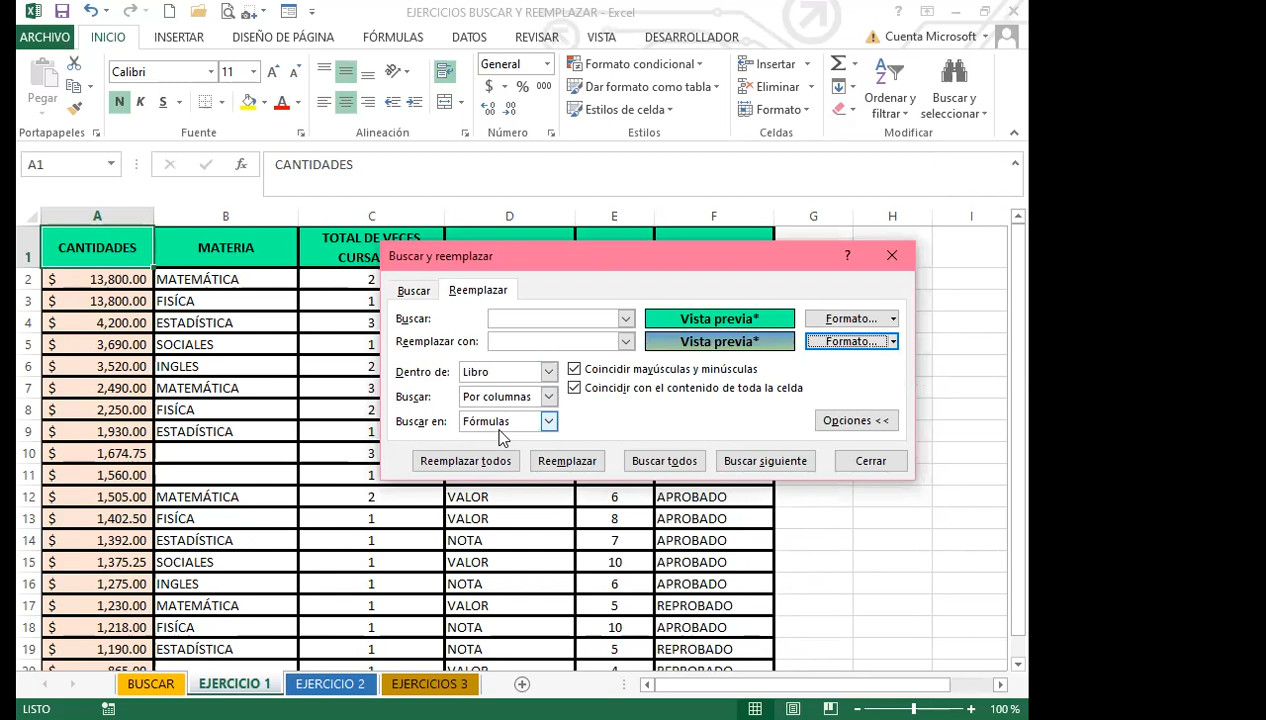 EJERCICIOS BUSCAR Y REEMPLAZAR - Excel
ARCHIVO INICIO INSERTAR DISEÑO DE PÁGINA FÓRMULAS DATOS REVISAR VISTA DESARROLLADOR Cuenta Microsoft
Pegar Calibri 11 General Formato condicional Insertar
N K S $ % 000 Dar formato como tabla Eliminar Ordenar y filtrar Buscar y seleccionar
Estilos de celda Formato
Portapapeles Fuente Alineación Número Estilos Celdas Modificar
A1 fx CANTIDADES
A B C D E F G H I
1 CANTIDADES MATERIA TOTAL DE VECES
CURSA
2 $ 13,800.00 MATEMÁTICA 2
3 $ 13,800.00 FISÍCA 1
4 $ 4,200.00 ESTADÍSTICA 3
5 $ 3,690.00 SOCIALES 1
6 $ 3,520.00 INGLES 2
7 $ 2,490.00 MATEMÁTICA 3
8 $ 2,250.00 FISÍCA 2
9 $ 1,930.00 ESTADÍSTICA 1
10 $ 1,674.75 3
11 $ 1,560.00 1
12 $ 1,505.00 MATEMÁTICA 2 VALOR 6 APROBADO
13 $ 1,402.50 FISÍCA 1 VALOR 8 APROBADO
14 $ 1,392.00 ESTADÍSTICA 1 NOTA 7 APROBADO
15 $ 1,375.25 SOCIALES 1 VALOR 10 APROBADO
16 $ 1,275.00 INGLES 1 NOTA 6 APROBADO
17 $ 1,230.00 MATEMÁTICA 1 VALOR 5 REPROBADO
18 $ 1,218.00 FISÍCA 1 NOTA 10 APROBADO
19 $ 1,190.00 ESTADÍSTICA 1 NOTA 5 REPROBADO
Buscar y reemplazar ?
Buscar Reemplazar
Buscar: Vista previa* Formato...
Reemplazar con: Vista previa* Formato...
Dentro de: Libro Coincidir mayúsculas y minúsculas
Buscar: Por columnas Coincidir con el contenido de toda la celda
Buscar en: Fórmulas Opciones <<
Reemplazar todos Reemplazar Buscar todos Buscar siguiente Cerrar
BUSCAR EJERCICIO 1 EJERCICIO 2 EJERCICIOS 3
LISTO 100 %